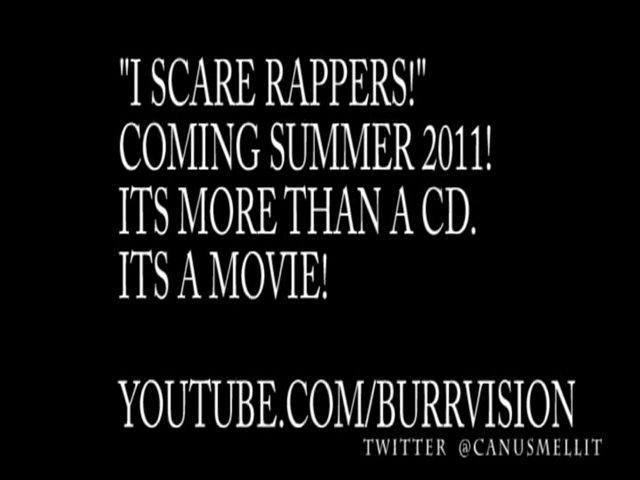 "I SCARE RAPPERS!"
COMING SUMMER 2011!
ITS MORE THAN A CD.
ITS A MOVIE!
YOUTUBE.COM/BURRVISION
TWITTER @CANUSMELLIT